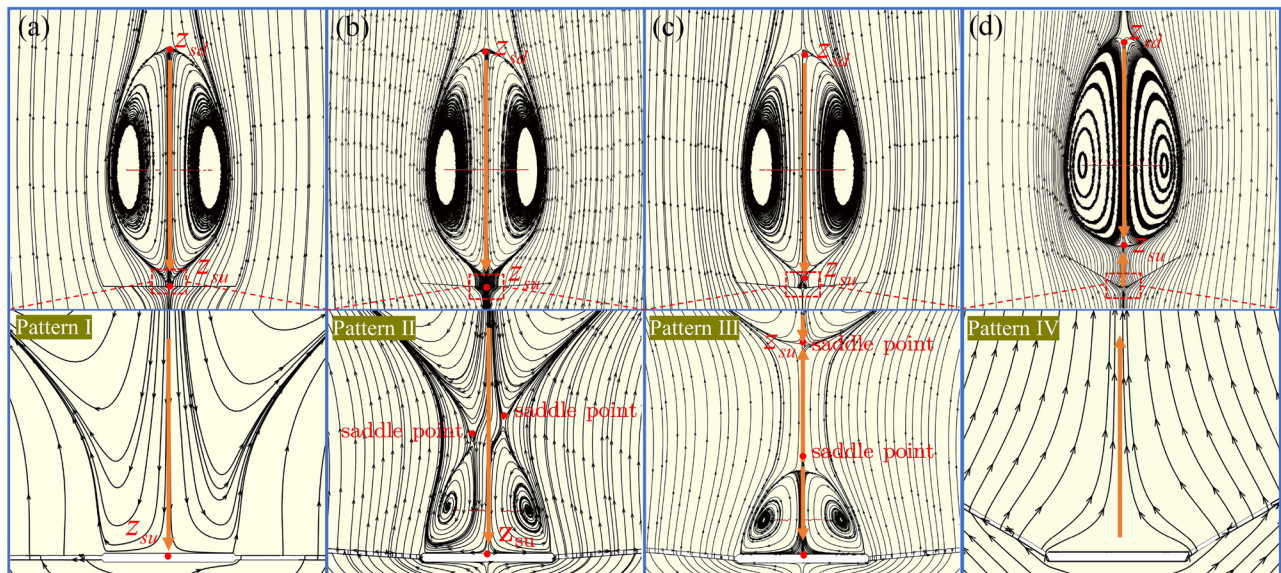 (a)
z_sd
z_su
(b)
z_sd
z_su
(c)
z_sd
z_su
(d)
z_sd
z_su
Pattern I
z_su
Pattern II
saddle point
saddle point
z_su
Pattern III
z_su saddle point
saddle point
Pattern IV